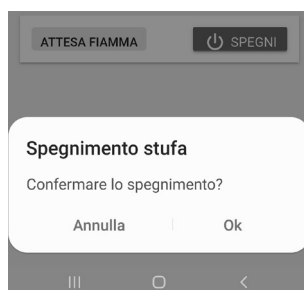 ATTESA FIAMMA
SPEGNI
Spegnimento stufa
Confermare lo spegnimento?
Annulla
Ok